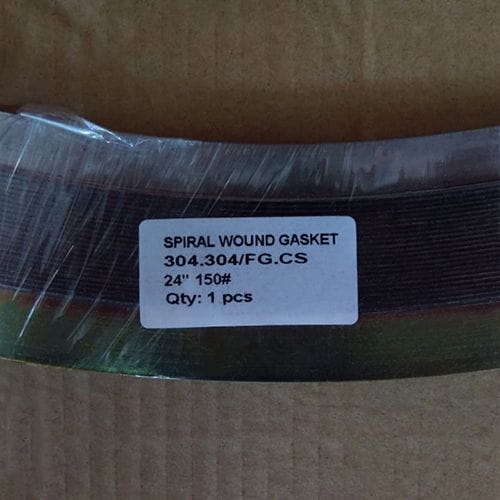 SPIRAL WOUND GASKET
304.304/FG.CS
24" 150#
Qty: 1 pcs